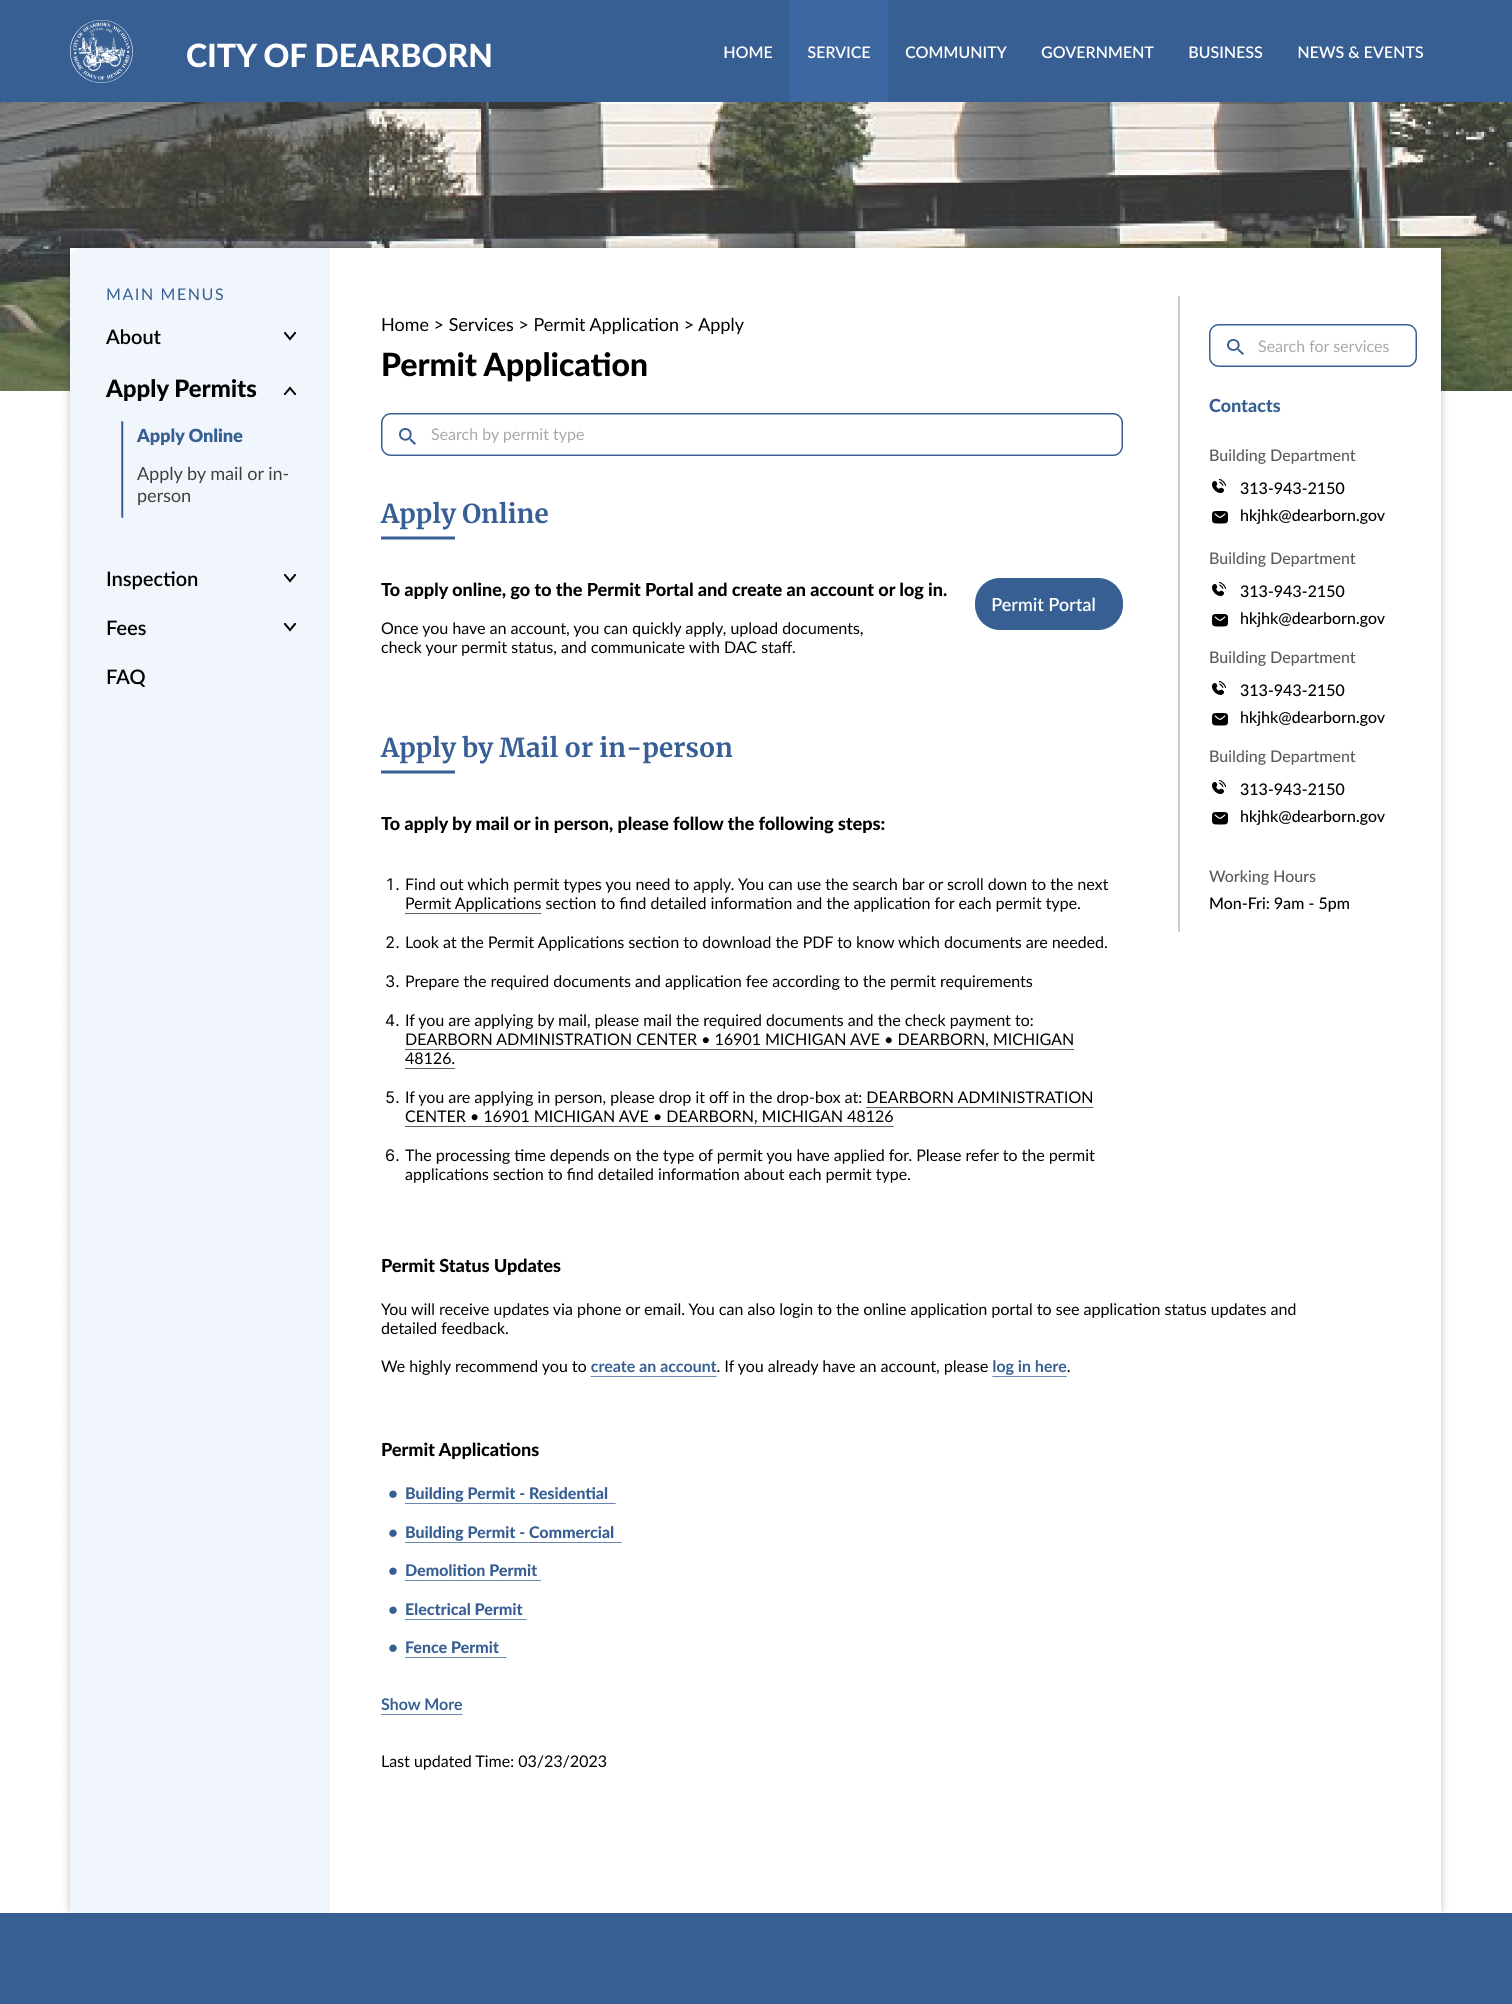 CITY OF DEARBORN
HOME
SERVICE
COMMUNITY
GOVERNMENT
BUSINESS
NEWS & EVENTS
MAIN MENUS
About
Apply Permits
Apply Online
Apply by mail or in-
person
Inspection
Fees
FAQ
Home > Services > Permit Application > Apply
Permit Application
Search by permit type
Apply Online
To apply online, go to the Permit Portal and create an account or log in.
Once you have an account, you can quickly apply, upload documents,
check your permit status, and communicate with DAC staff.
Permit Portal
Apply by Mail or in-person
To apply by mail or in person, please follow the following steps:
1. Find out which permit types you need to apply. You can use the search bar or scroll down to the next
Permit Applications section to find detailed information and the application for each permit type.
2. Look at the Permit Applications section to download the PDF to know which documents are needed.
3. Prepare the required documents and application fee according to the permit requirements
4. If you are applying by mail, please mail the required documents and the check payment to:
DEARBORN ADMINISTRATION CENTER • 16901 MICHIGAN AVE • DEARBORN, MICHIGAN
48126.
5. If you are applying in person, please drop it off in the drop-box at: DEARBORN ADMINISTRATION
CENTER • 16901 MICHIGAN AVE • DEARBORN, MICHIGAN 48126
6. The processing time depends on the type of permit you have applied for. Please refer to the permit
applications section to find detailed information about each permit type.
Permit Status Updates
You will receive updates via phone or email. You can also login to the online application portal to see application status updates and
detailed feedback.
We highly recommend you to create an account. If you already have an account, please log in here.
Permit Applications
• Building Permit - Residential
• Building Permit - Commercial
• Demolition Permit
• Electrical Permit
• Fence Permit
Show More
Last updated Time: 03/23/2023
Search for services
Contacts
Building Department
313-943-2150
hkjhk@dearborn.gov
Building Department
313-943-2150
hkjhk@dearborn.gov
Building Department
313-943-2150
hkjhk@dearborn.gov
Building Department
313-943-2150
hkjhk@dearborn.gov
Working Hours
Mon-Fri: 9am - 5pm